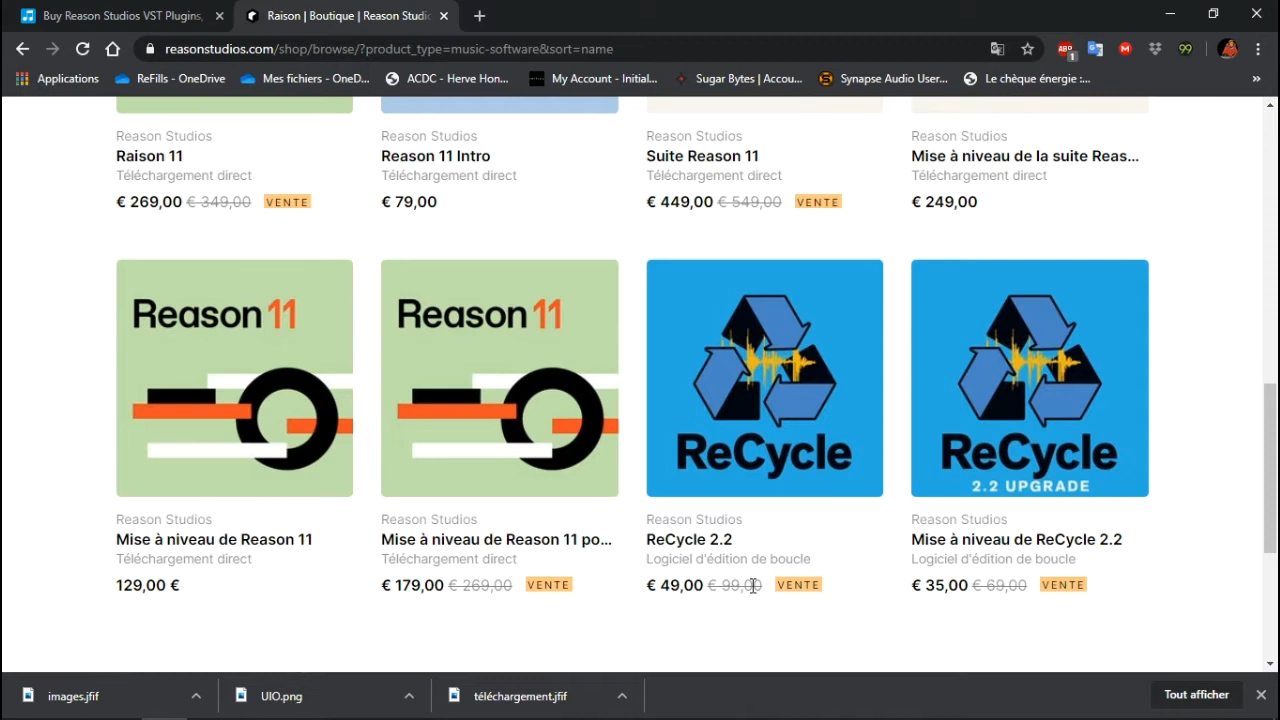 Buy Reason Studios VST Plugins,
Raison | Boutique | Reason Studio
reasonstudios.com/shop/browse/?product_type=music-software&sort=name
ABP
1
M
99
Applications
ReFills - OneDrive
Mes fichiers - OneD...
ACDC - Herve Hon...
My Account - Initial...
Sugar Bytes | Accou...
Synapse Audio User...
Le chèque énergie :...
»
Reason Studios
Raison 11
Téléchargement direct
€ 269,00 € 349,00 VENTE
Reason Studios
Reason 11 Intro
Téléchargement direct
€ 79,00
Reason Studios
Suite Reason 11
Téléchargement direct
€ 449,00 € 549,00 VENTE
Reason Studios
Mise à niveau de la suite Reas...
Téléchargement direct
€ 249,00
Reason 11
Reason Studios
Mise à niveau de Reason 11
Téléchargement direct
129,00 €
Reason 11
Reason Studios
Mise à niveau de Reason 11 po...
Téléchargement direct
€ 179,00 € 269,00 VENTE
ReCycle
Reason Studios
ReCycle 2.2
Logiciel d'édition de boucle
€ 49,00 € 99,00 VENTE
ReCycle
2.2 UPGRADE
Reason Studios
Mise à niveau de ReCycle 2.2
Logiciel d'édition de boucle
€ 35,00 € 69,00 VENTE
images.jfif
UIO.png
téléchargement.jfif
Tout afficher